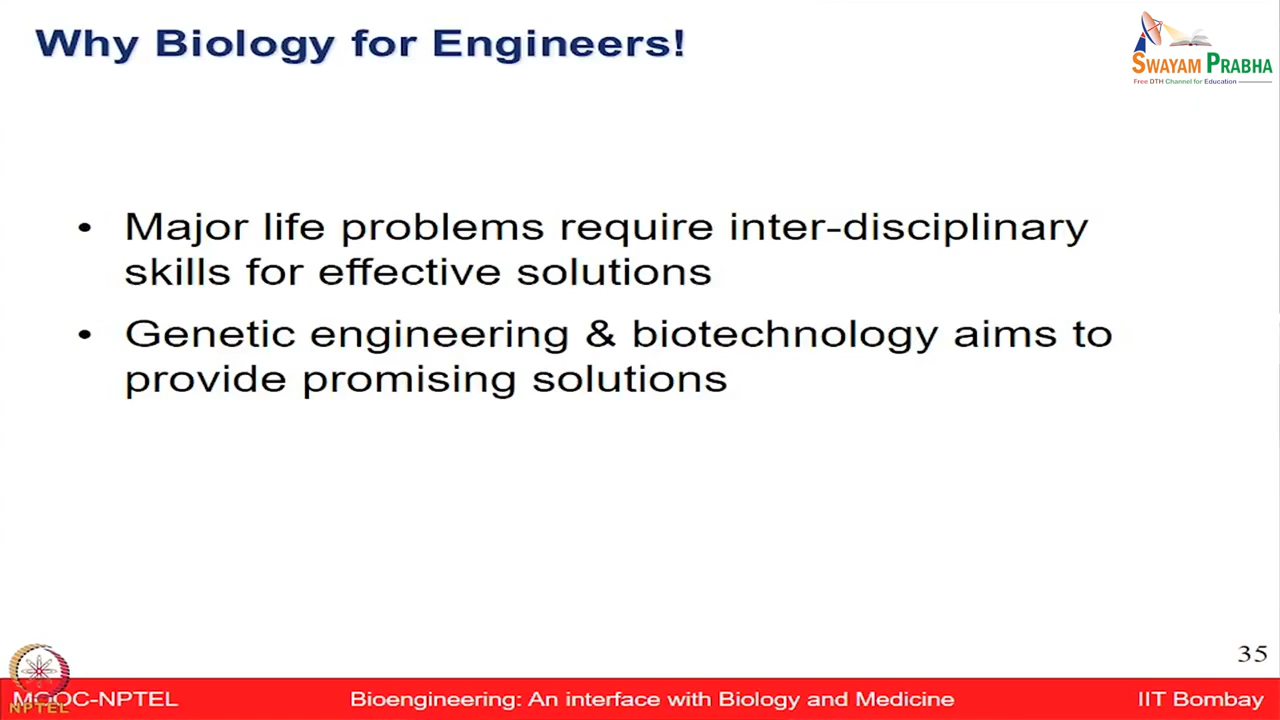 Why Biology for Engineers!
SWAYAM PRABHA
Free DTH Channel for Education
• Major life problems require inter-disciplinary
skills for effective solutions
• Genetic engineering & biotechnology aims to
provide promising solutions
35
MOOC-NPTEL
NPTEL
Bioengineering: An interface with Biology and Medicine
IIT Bombay